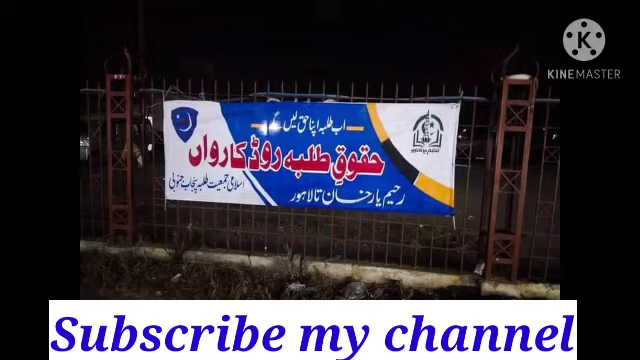 KINEMASTER
اب طلبہ اپنا حق لیں گے
حقوقِ طلبہ روڈ کارواں
رحیم یار خان تا لاہور
اسلامی جمعیت طلبہ پنجاب جنوبی
Subscribe my channel